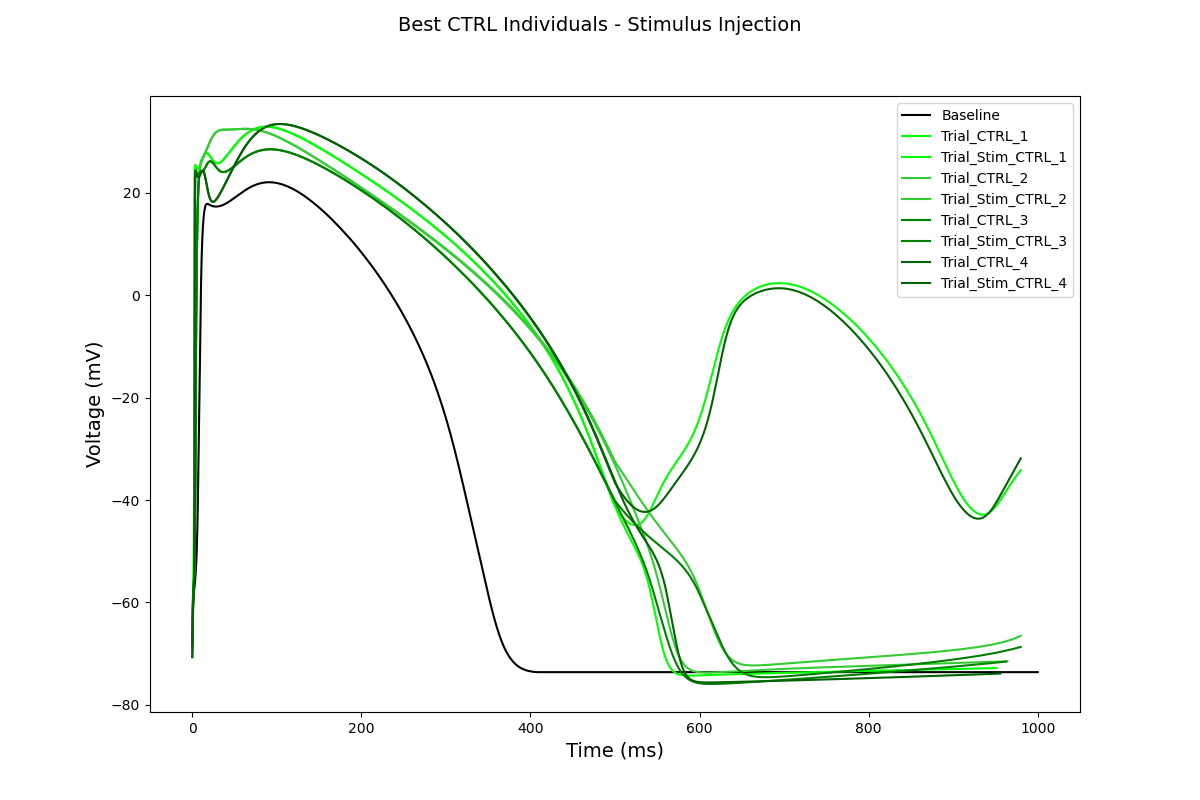 Best CTRL Individuals - Stimulus Injection
Baseline
Trial_CTRL_1
Trial_Stim_CTRL_1
Trial_CTRL_2
Trial_Stim_CTRL_2
Trial_CTRL_3
Trial_Stim_CTRL_3
Trial_CTRL_4
Trial_Stim_CTRL_4
Voltage (mV)
20
0
−20
−40
−60
−80
0 200 400 600 800 1000
Time (ms)